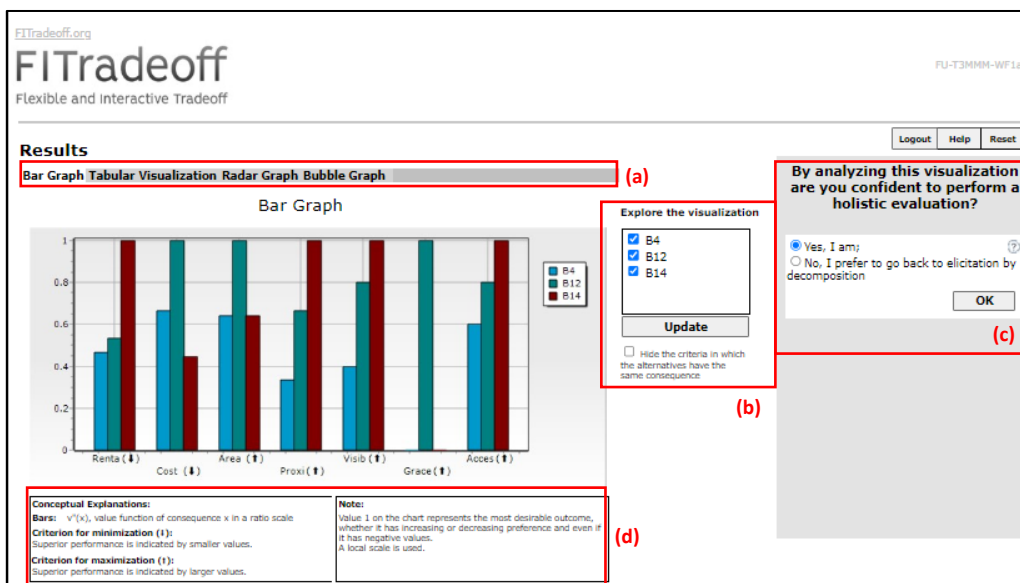 FITradeoff.org
FITradeoff
Flexible and Interactive Tradeoff
FU-T3MMM-WF1a
Logout Help Reset
Results
Bar Graph Tabular Visualization Radar Graph Bubble Graph
(a)
Bar Graph
1
0.8
0.6
0.4
0.2
0
Renta (⬇)
Cost (⬇)
Area (⬆)
Proxi (⬆)
Visib (⬆)
Grace (⬆)
Acces (⬆)
B4
B12
B14
Explore the visualization
B4
B12
B14
Update
Hide the criteria in which
the alternatives have the
same consequence
(b)
By analyzing this visualization
are you confident to perform a
holistic evaluation?
Yes, I am;
?
No, I prefer to go back to elicitation by
decomposition
OK
(c)
Conceptual Explanations:
Bars: v"(x), value function of consequence x in a ratio scale
Criterion for minimization (⬇):
Superior performance is indicated by smaller values.
Criterion for maximization (⬆):
Superior performance is indicated by larger values.
Note:
Value 1 on the chart represents the most desirable outcome,
whether it has increasing or decreasing preference and even if
it has negative values.
A local scale is used.
(d)